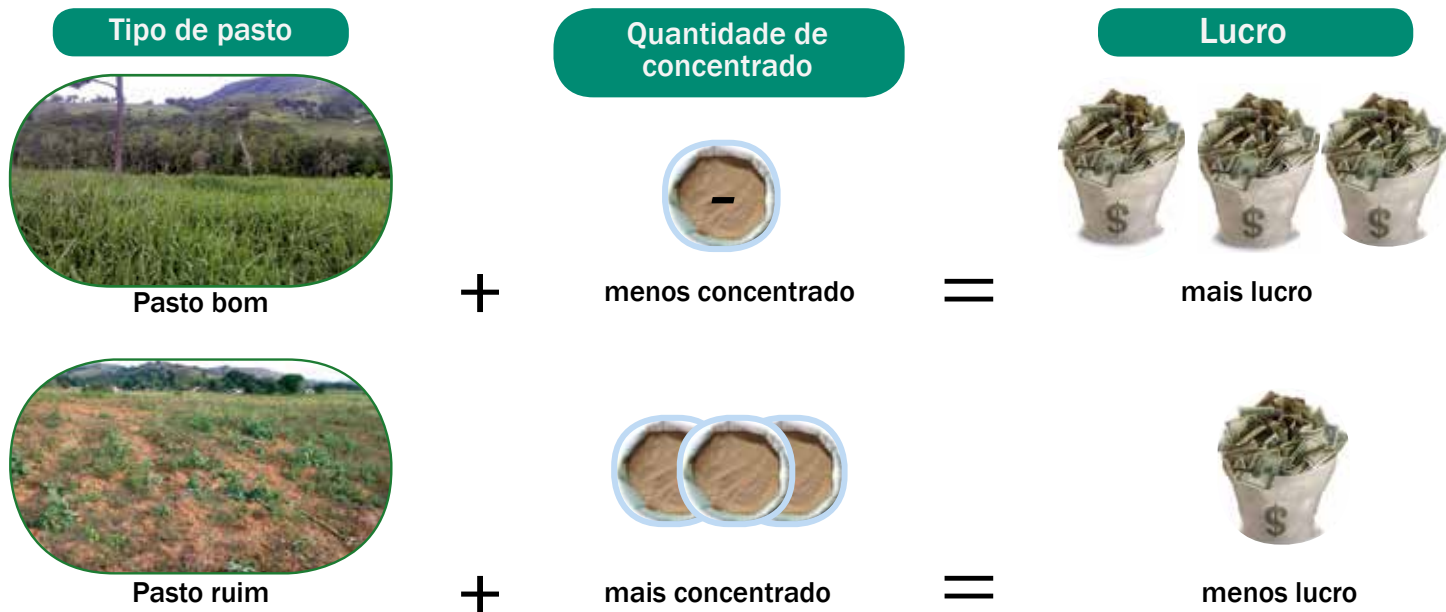 Tipo de pasto
Quantidade de
concentrado
Lucro
-
$
$
$
Pasto bom
+
menos concentrado
=
mais lucro
$
Pasto ruim
+
mais concentrado
=
menos lucro